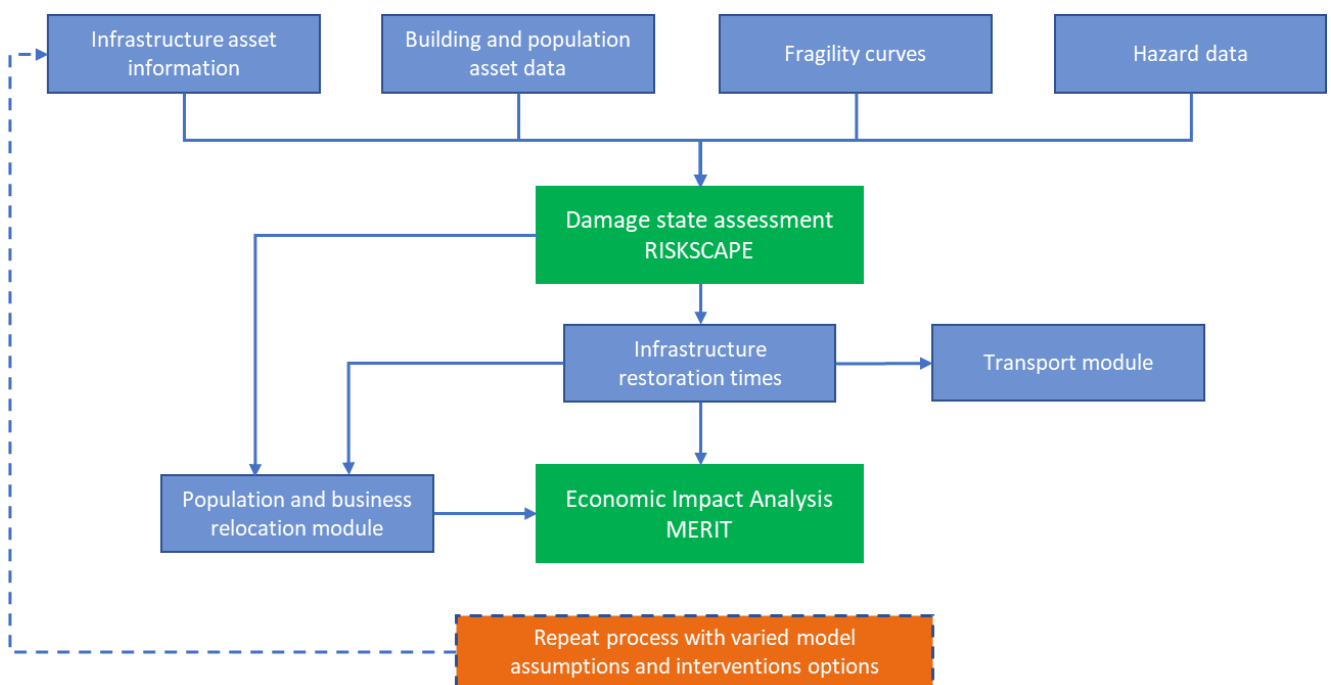 Infrastructure asset
information
Building and population
asset data
Fragility curves
Hazard data
Damage state assessment
RISKSCAPE
Infrastructure
restoration times
Transport module
Population and business
relocation module
Economic Impact Analysis
MERIT
Repeat process with varied model
assumptions and interventions options